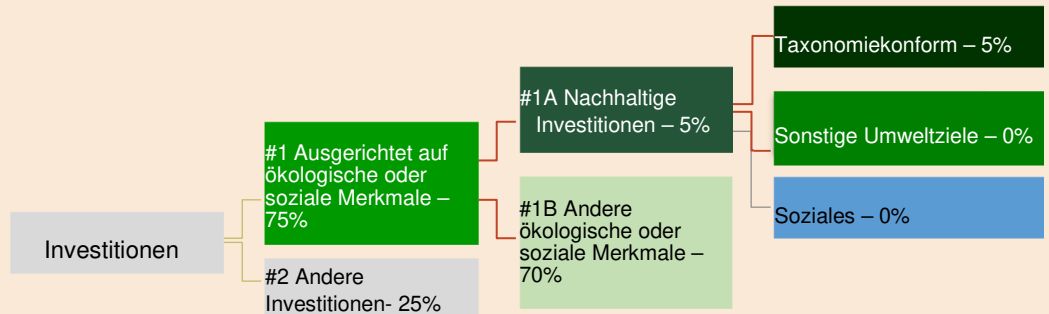 Investitionen
#1 Ausgerichtet auf
ökologische oder
soziale Merkmale –
75%
#2 Andere
Investitionen- 25%
#1A Nachhaltige
Investitionen – 5%
#1B Andere
ökologische oder
soziale Merkmale –
70%
Taxonomiekonform – 5%
Sonstige Umweltziele – 0%
Soziales – 0%